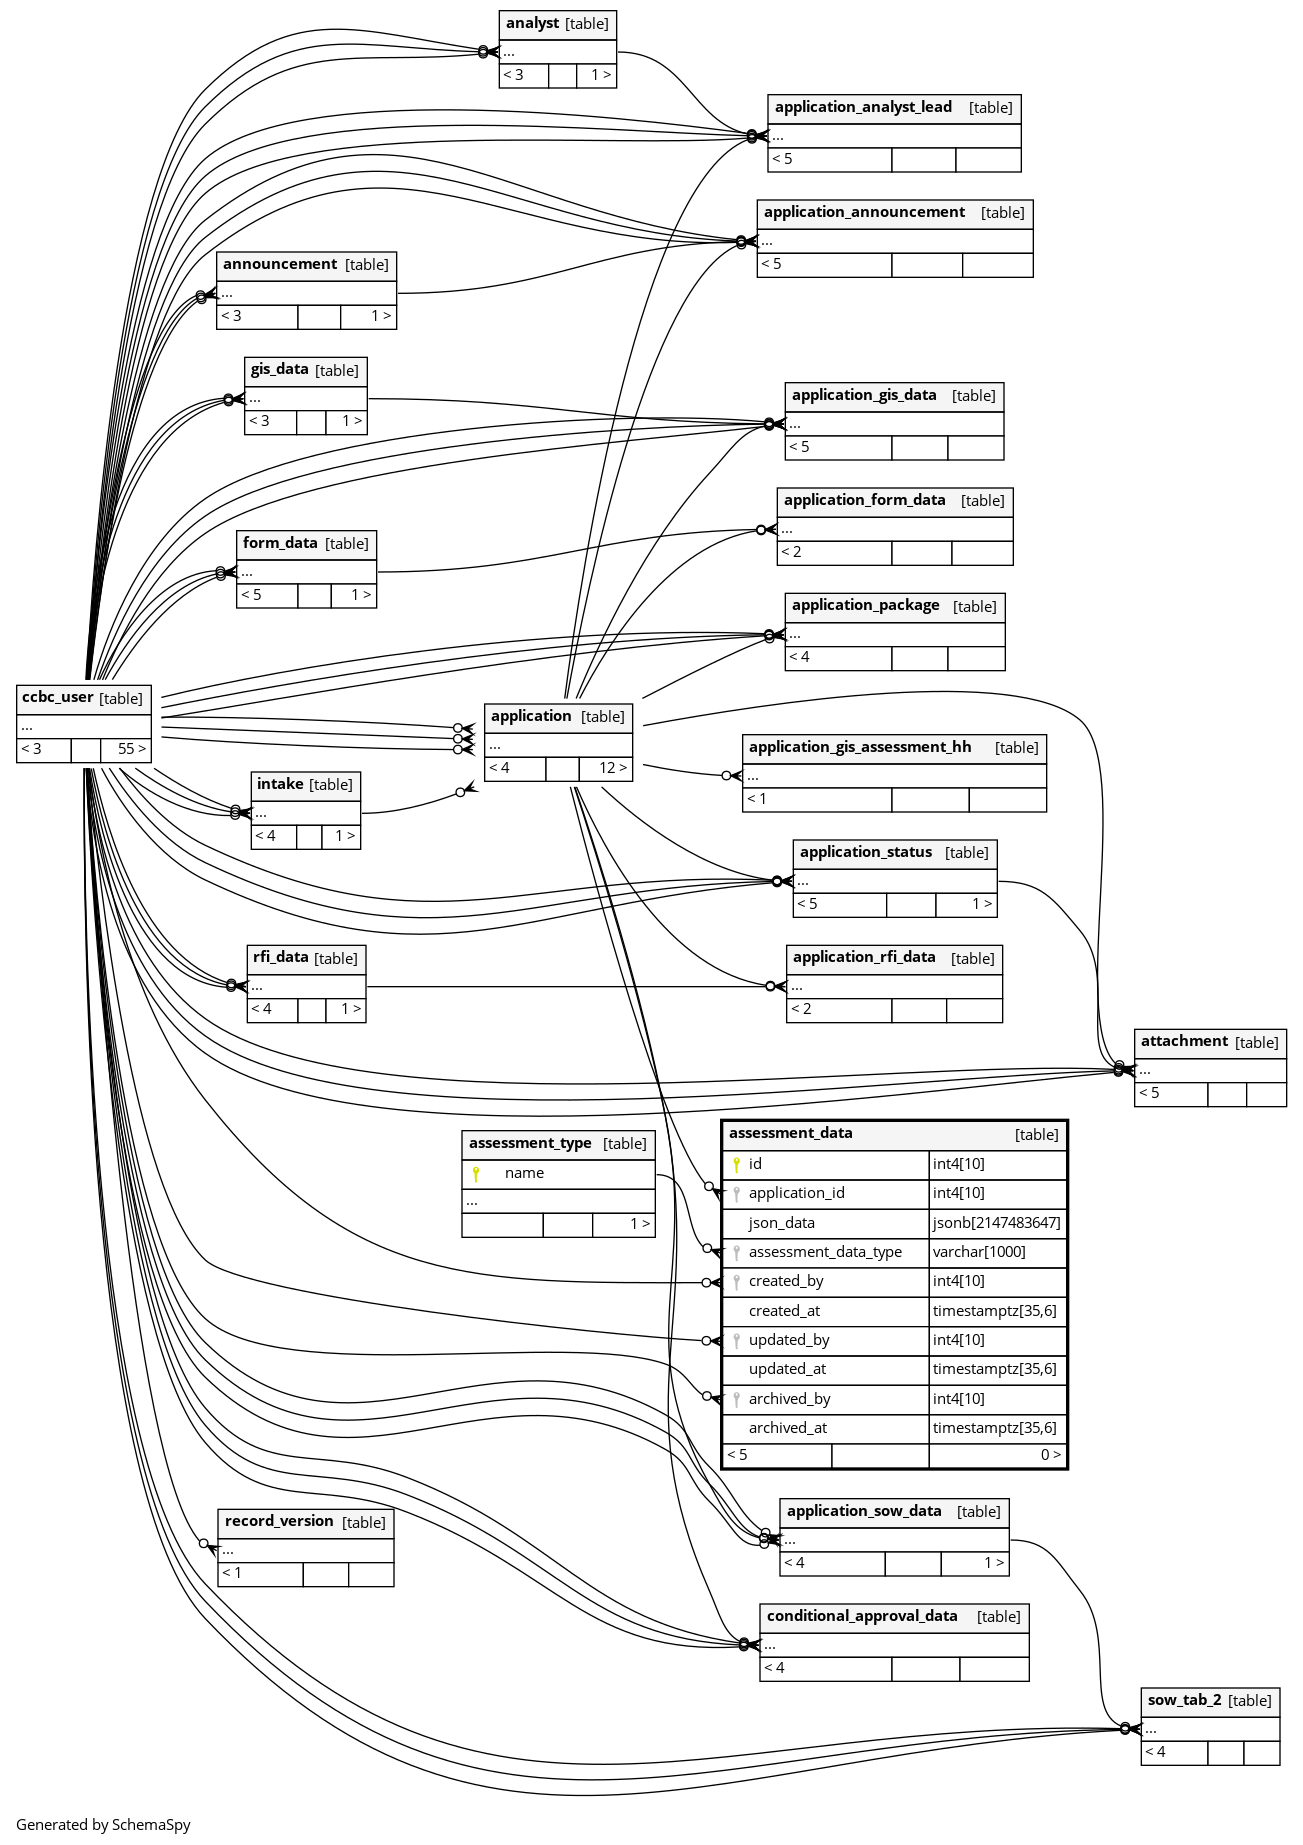 analyst [table]
...
< 3 1 >
application_analyst_lead [table]
...
< 5
application_announcement [table]
...
< 5
announcement [table]
...
< 3 1 >
gis_data [table]
...
< 3 1 >
application_gis_data [table]
...
< 5
application_form_data [table]
...
< 2
form_data [table]
...
< 5 1 >
application_package [table]
...
< 4
ccbc_user [table]
...
< 3 55 >
application [table]
...
< 4 12 >
application_gis_assessment_hh [table]
...
< 1
intake [table]
...
< 4 1 >
application_status [table]
...
< 5 1 >
rfi_data [table]
...
< 4 1 >
application_rfi_data [table]
...
< 2
attachment [table]
...
< 5
assessment_type [table]
name
...
1 >
assessment_data [table]
id int4[10]
application_id int4[10]
json_data jsonb[2147483647]
assessment_data_type varchar[1000]
created_by int4[10]
created_at timestamptz[35,6]
updated_by int4[10]
updated_at timestamptz[35,6]
archived_by int4[10]
archived_at timestamptz[35,6]
< 5 0 >
application_sow_data [table]
...
< 4 1 >
record_version [table]
...
< 1
conditional_approval_data [table]
...
< 4
sow_tab_2 [table]
...
< 4
Generated by SchemaSpy